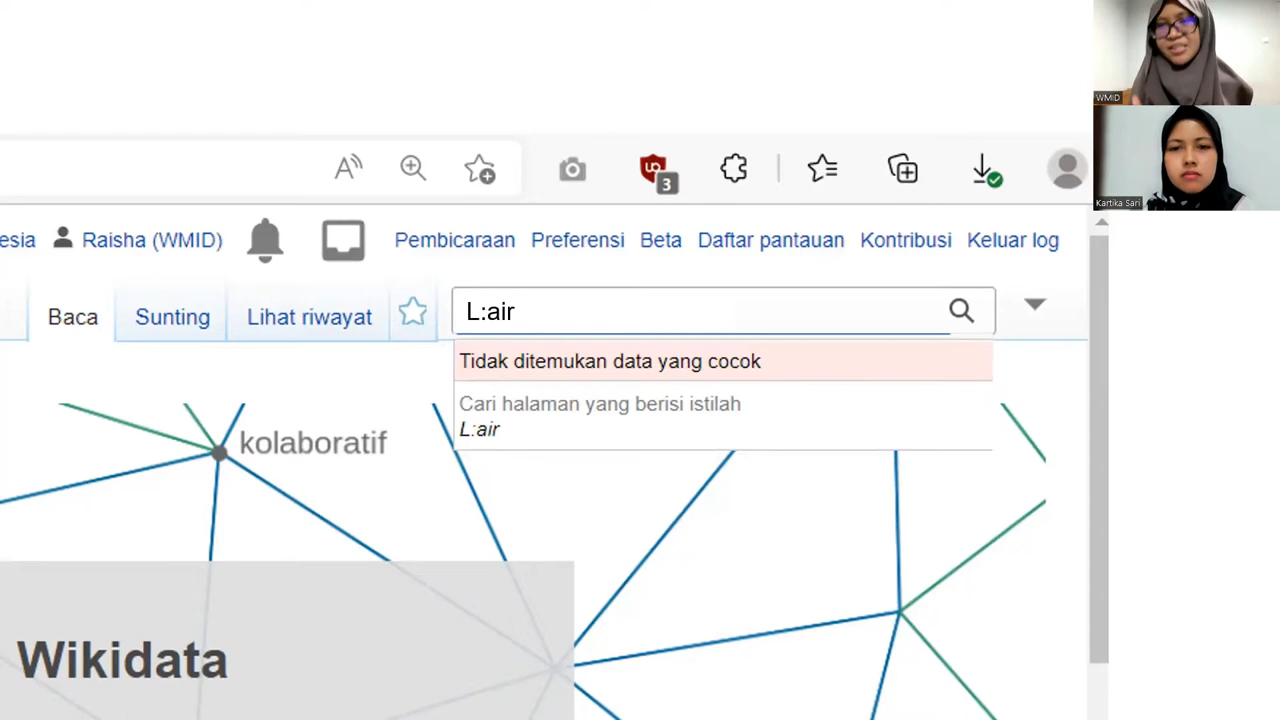 WMID
Kartika Sari
3
esia Raisha (WMID) Pembicaraan Preferensi Beta Daftar pantauan Kontribusi Keluar log
Baca Sunting Lihat riwayat L:air
Tidak ditemukan data yang cocok
Cari halaman yang berisi istilah
L:air
kolaboratif
Wikidata